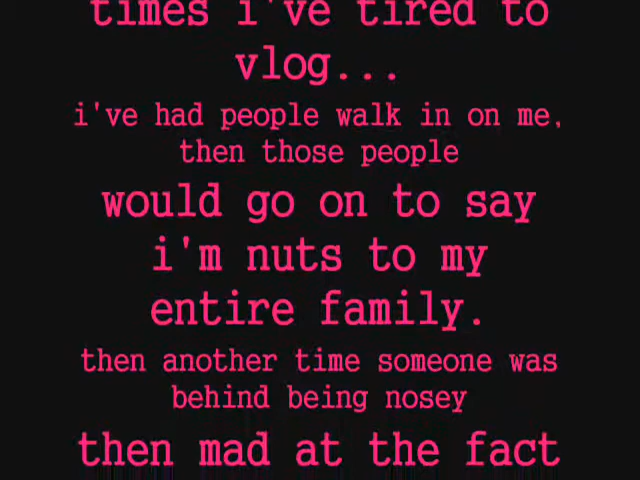 times i've tired to
vlog...
i've had people walk in on me,
then those people
would go on to say
i'm nuts to my
entire family.
then another time someone was
behind being nosey
then mad at the fact